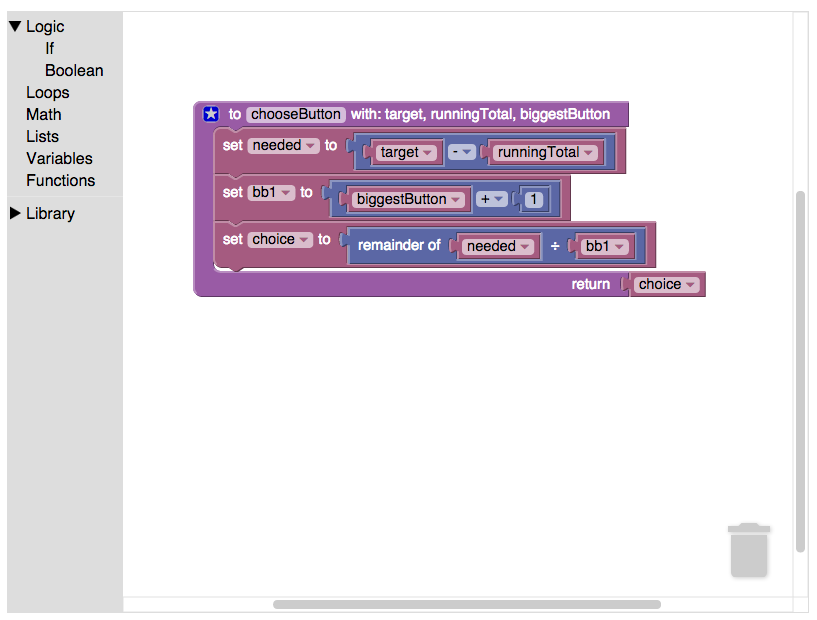 Logic
If
Boolean
Loops
Math
Lists
Variables
Functions
Library
to chooseButton with: target, runningTotal, biggestButton
set needed to target - runningTotal
set bb1 to biggestButton + 1
set choice to remainder of needed ÷ bb1
return choice